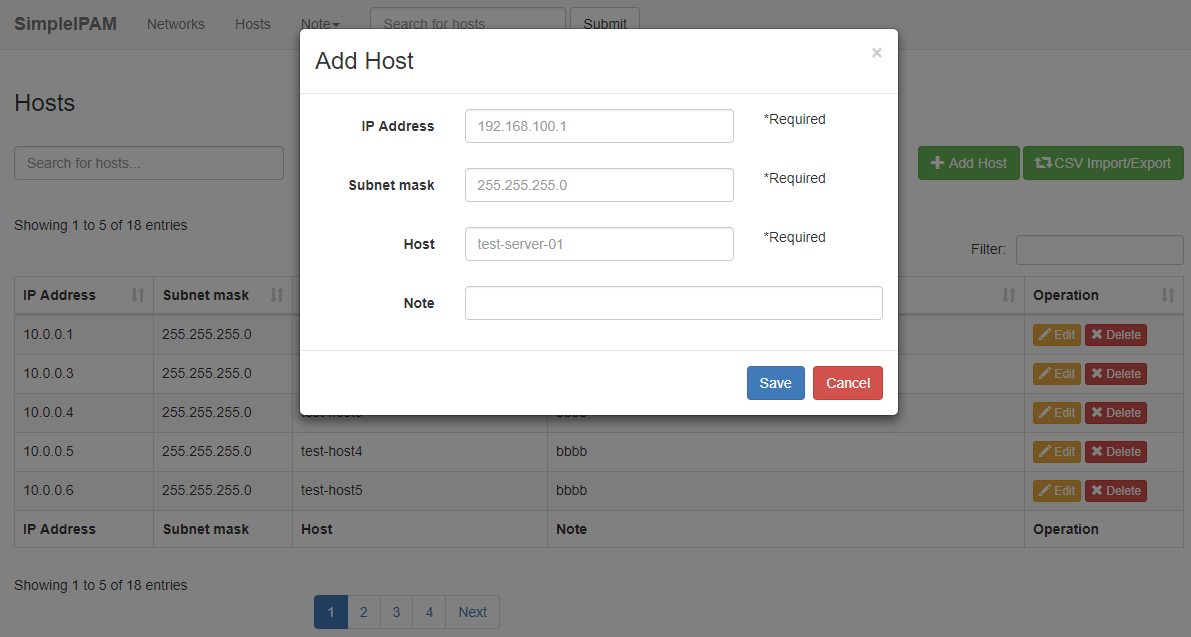 SimpleIPAM Networks Hosts Note Search for hosts Submit
Add Host ×
Hosts
IP Address 192.168.100.1 *Required
Subnet mask 255.255.255.0 *Required
Host test-server-01 *Required
Note
Save Cancel
Search for hosts...
Add Host CSV Import/Export
Showing 1 to 5 of 18 entries
Filter:
IP Address Subnet mask Operation
10.0.0.1 255.255.255.0 Edit Delete
10.0.0.3 255.255.255.0 Edit Delete
10.0.0.4 255.255.255.0 Edit Delete
10.0.0.5 255.255.255.0 test-host4 bbbb Edit Delete
10.0.0.6 255.255.255.0 test-host5 bbbb Edit Delete
IP Address Subnet mask Host Note Operation
Showing 1 to 5 of 18 entries
1 2 3 4 Next